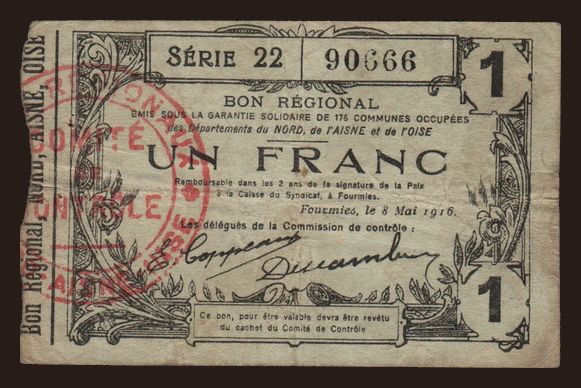 SÉRIE 22 90666
1
BON RÉGIONAL
ÉMIS SOUS LA GARANTIE SOLIDAIRE DE 176 COMMUNES OCCUPÉES
des Départements du NORD, de l'AISNE et de l'OISE
UN FRANC
Remboursable dans les 2 ans de la signature de la Paix
à la Caisse du Syndicat, à Fourmies.
Fourmies, le 8 Mai 1916.
Les délégués de la Commission de contrôle :
1
Ce bon, pour être valable devra être revêtu
du cachet du Comité de Contrôle
Bon Régional, NORD, AISNE, OISE
COMITÉ
DE
CONTRÔLE